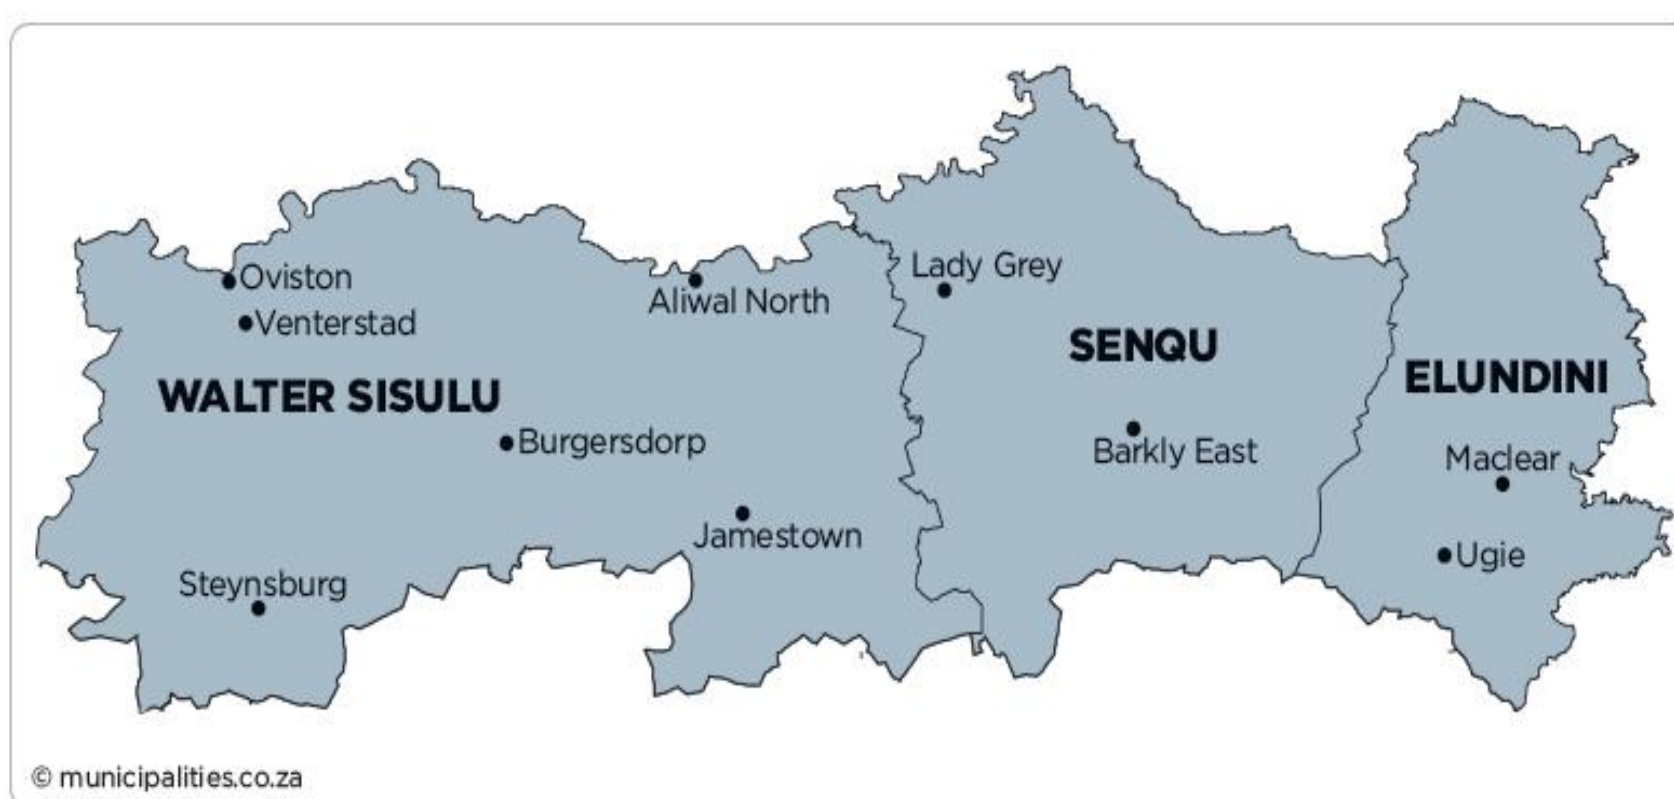 Oviston
Venterstad
Aliwal North
Lady Grey
SENQU
WALTER SISULU
ELUNDINI
Burgersdorp
Barkly East
Maclear
Jamestown
Ugie
Steynsburg
© municipalities.co.za